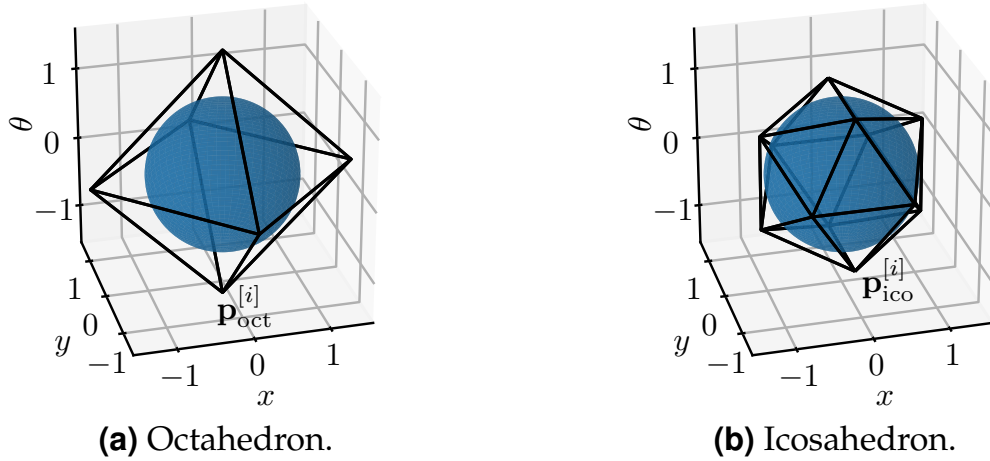 1
0
−1
θ
1
0
−1
y
−1
0
1
x
p_oct^[i]
(a) Octahedron.
1
0
−1
θ
1
0
−1
y
−1
0
1
x
p_ico^[i]
(b) Icosahedron.